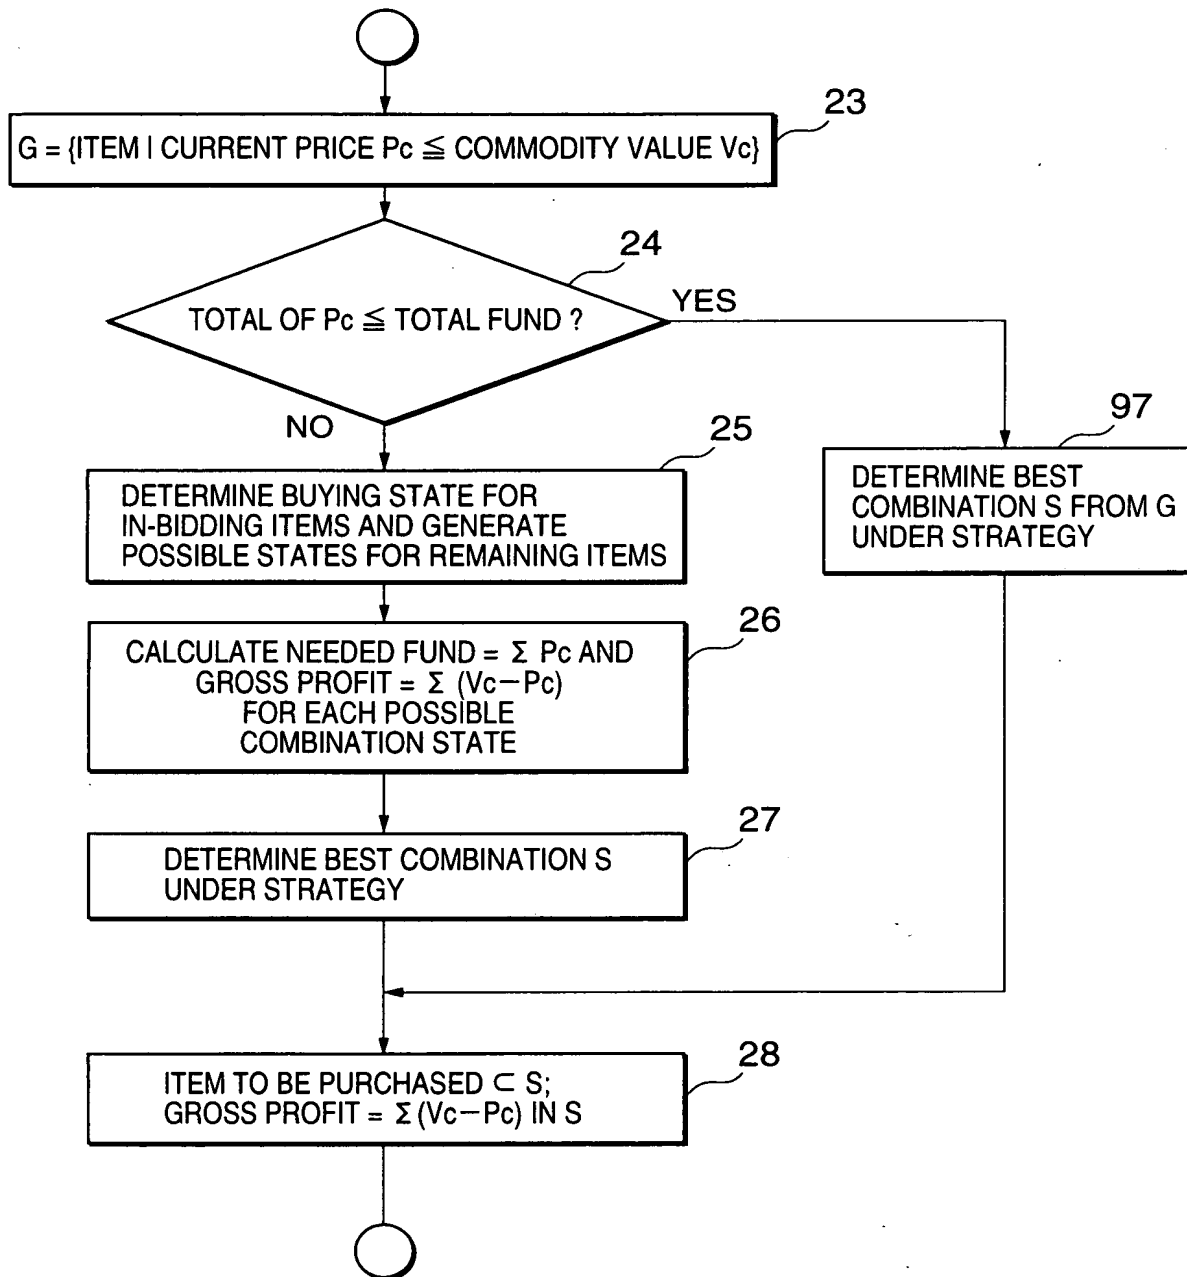 23
G = {ITEM I CURRENT PRICE Pc ≦ COMMODITY VALUE Vc}
24
TOTAL OF Pc ≦ TOTAL FUND ?
YES
NO
25
DETERMINE BUYING STATE FOR
IN-BIDDING ITEMS AND GENERATE
POSSIBLE STATES FOR REMAINING ITEMS
97
DETERMINE BEST
COMBINATION S FROM G
UNDER STRATEGY
26
CALCULATE NEEDED FUND = Σ Pc AND
GROSS PROFIT = Σ (Vc−Pc)
FOR EACH POSSIBLE
COMBINATION STATE
27
DETERMINE BEST COMBINATION S
UNDER STRATEGY
28
ITEM TO BE PURCHASED ⊂ S;
GROSS PROFIT = Σ (Vc−Pc) IN S